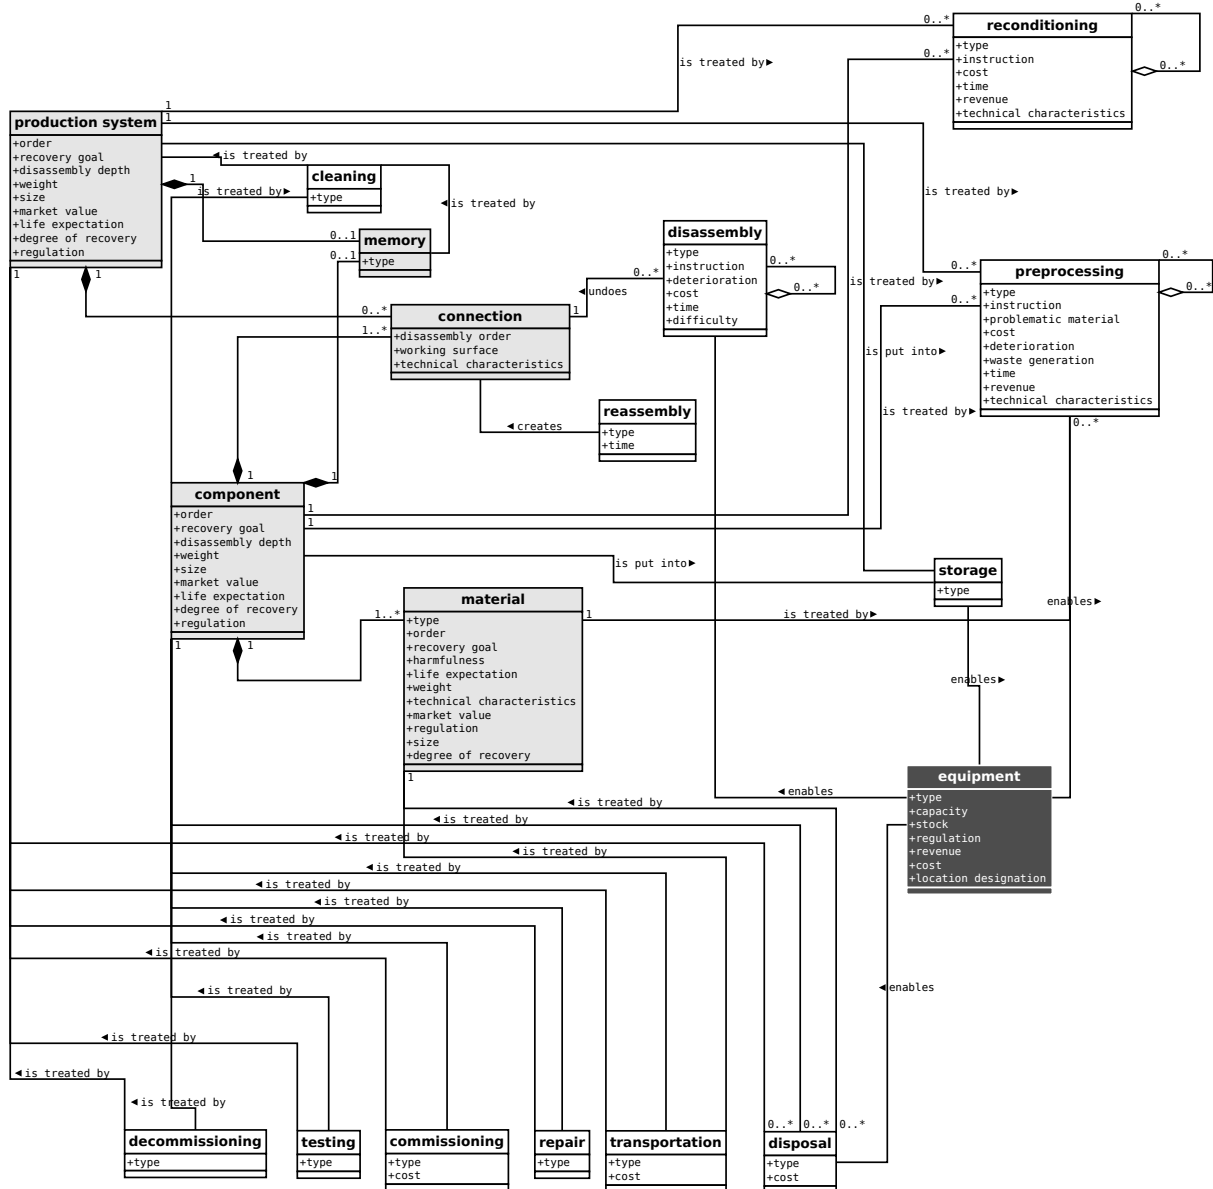 0..*
reconditioning
+type
+instruction
+cost
+time
+revenue
+technical characteristics
0..*
0..*
0..*
is treated by►
1
1
production system
+order
+recovery goal
+disassembly depth
+weight
+size
+market value
+life expectation
+degree of recovery
+regulation
◄is treated by
cleaning
+type
is treated by►
1
◄is treated by
is treated by►
0..1
memory
+type
0..1
1
1
disassembly
+type
+instruction
+deterioration
+cost
+time
+difficulty
0..*
0..*
0..*
◄undoes
1
is treated by►
0..*
preprocessing
+type
+instruction
+problematic material
+cost
+deterioration
+waste generation
+time
+revenue
+technical characteristics
0..*
0..*
0..*
0..*
connection
+disassembly order
+working surface
+technical characteristics
1..*
is put into►
reassembly
+type
+time
◄creates
is treated by►
0..*
1
1
component
+order
+recovery goal
+disassembly depth
+weight
+size
+market value
+life expectation
+degree of recovery
+regulation
1
1
is put into►
storage
+type
1
1
material
+type
+order
+recovery goal
+harmfulness
+life expectation
+weight
+technical characteristics
+market value
+regulation
+size
+degree of recovery
1..*
1
is treated by►
enables►
enables►
1
equipment
+type
+capacity
+stock
+regulation
+revenue
+cost
+location designation
◄enables
◄is treated by
◄is treated by
◄is treated by
◄is treated by
◄is treated by
◄is treated by
◄is treated by
◄is treated by
◄is treated by
◄is treated by
◄enables
◄is treated by
◄is treated by
◄is treated by
◄is treated by
0..*
0..*
0..*
decommissioning
+type
testing
+type
commissioning
+type
+cost
repair
+type
transportation
+type
+cost
disposal
+type
+cost